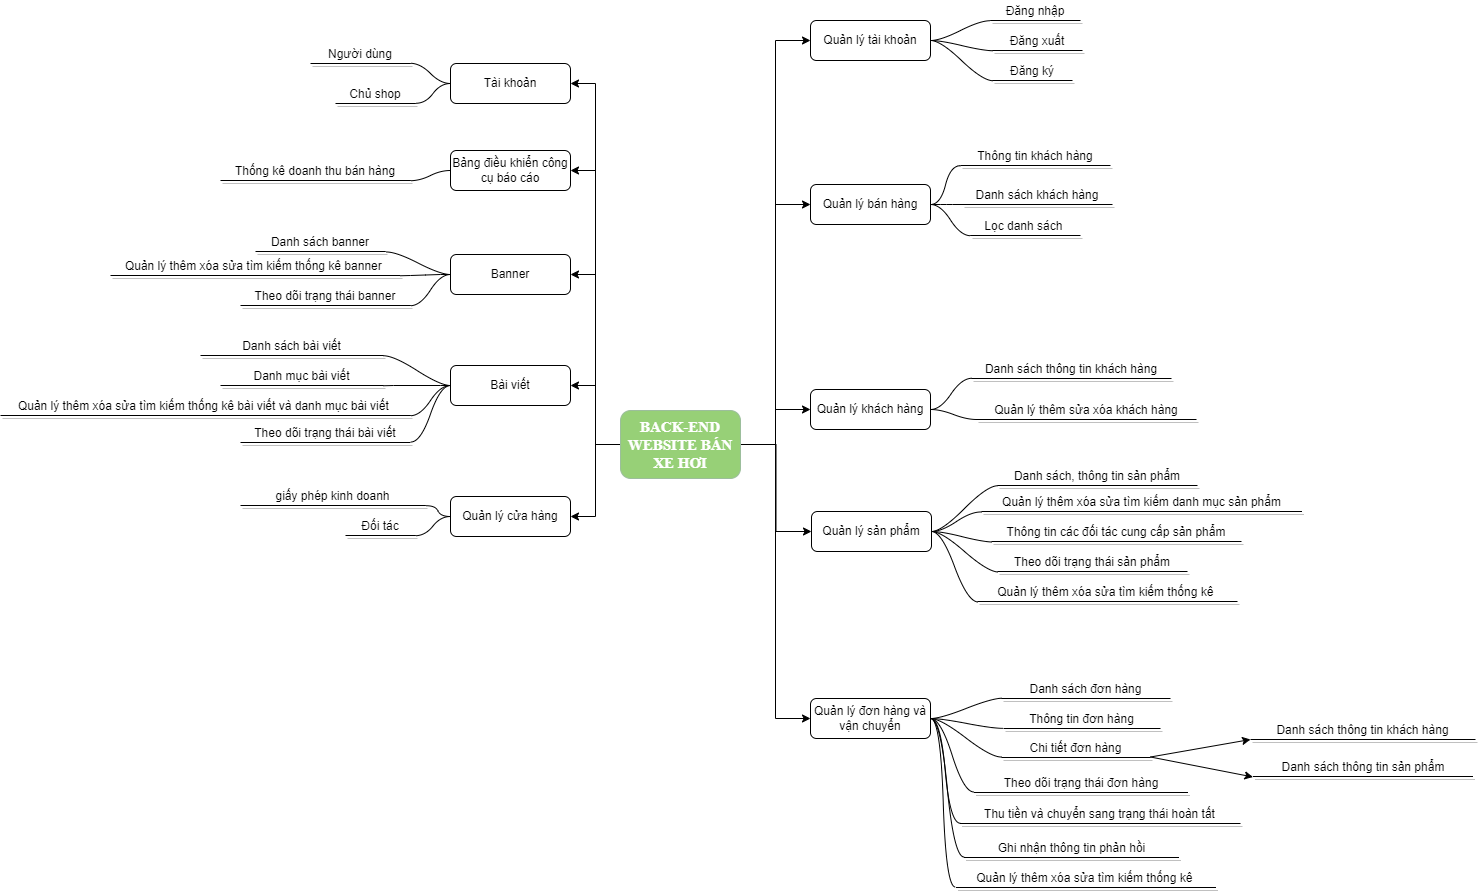 Người dùng
Chủ shop
Tài khoản
Thống kê doanh thu bán hàng
Bảng điều khiển công
cụ báo cáo
Danh sách banner
Quản lý thêm xóa sửa tìm kiếm thống kê banner
Theo dõi trạng thái banner
Banner
Danh sách bài viết
Danh mục bài viết
Quản lý thêm xóa sửa tìm kiếm thống kê bài viết và danh mục bài viết
Theo dõi trạng thái bài viết
Bài viết
giấy phép kinh doanh
Đối tác
Quản lý cửa hàng
BACK-END
WEBSITE BÁN
XE HƠI
Quản lý tài khoản
Đăng nhập
Đăng xuất
Đăng ký
Quản lý bán hàng
Thông tin khách hàng
Danh sách khách hàng
Lọc danh sách
Quản lý khách hàng
Danh sách thông tin khách hàng
Quản lý thêm sửa xóa khách hàng
Quản lý sản phẩm
Danh sách, thông tin sản phẩm
Quản lý thêm xóa sửa tìm kiếm danh mục sản phẩm
Thông tin các đối tác cung cấp sản phẩm
Theo dõi trạng thái sản phẩm
Quản lý thêm xóa sửa tìm kiếm thống kê
Quản lý đơn hàng và
vận chuyển
Danh sách đơn hàng
Thông tin đơn hàng
Chi tiết đơn hàng
Danh sách thông tin khách hàng
Danh sách thông tin sản phẩm
Theo dõi trạng thái đơn hàng
Thu tiền và chuyển sang trạng thái hoàn tất
Ghi nhận thông tin phản hồi
Quản lý thêm xóa sửa tìm kiếm thống kê